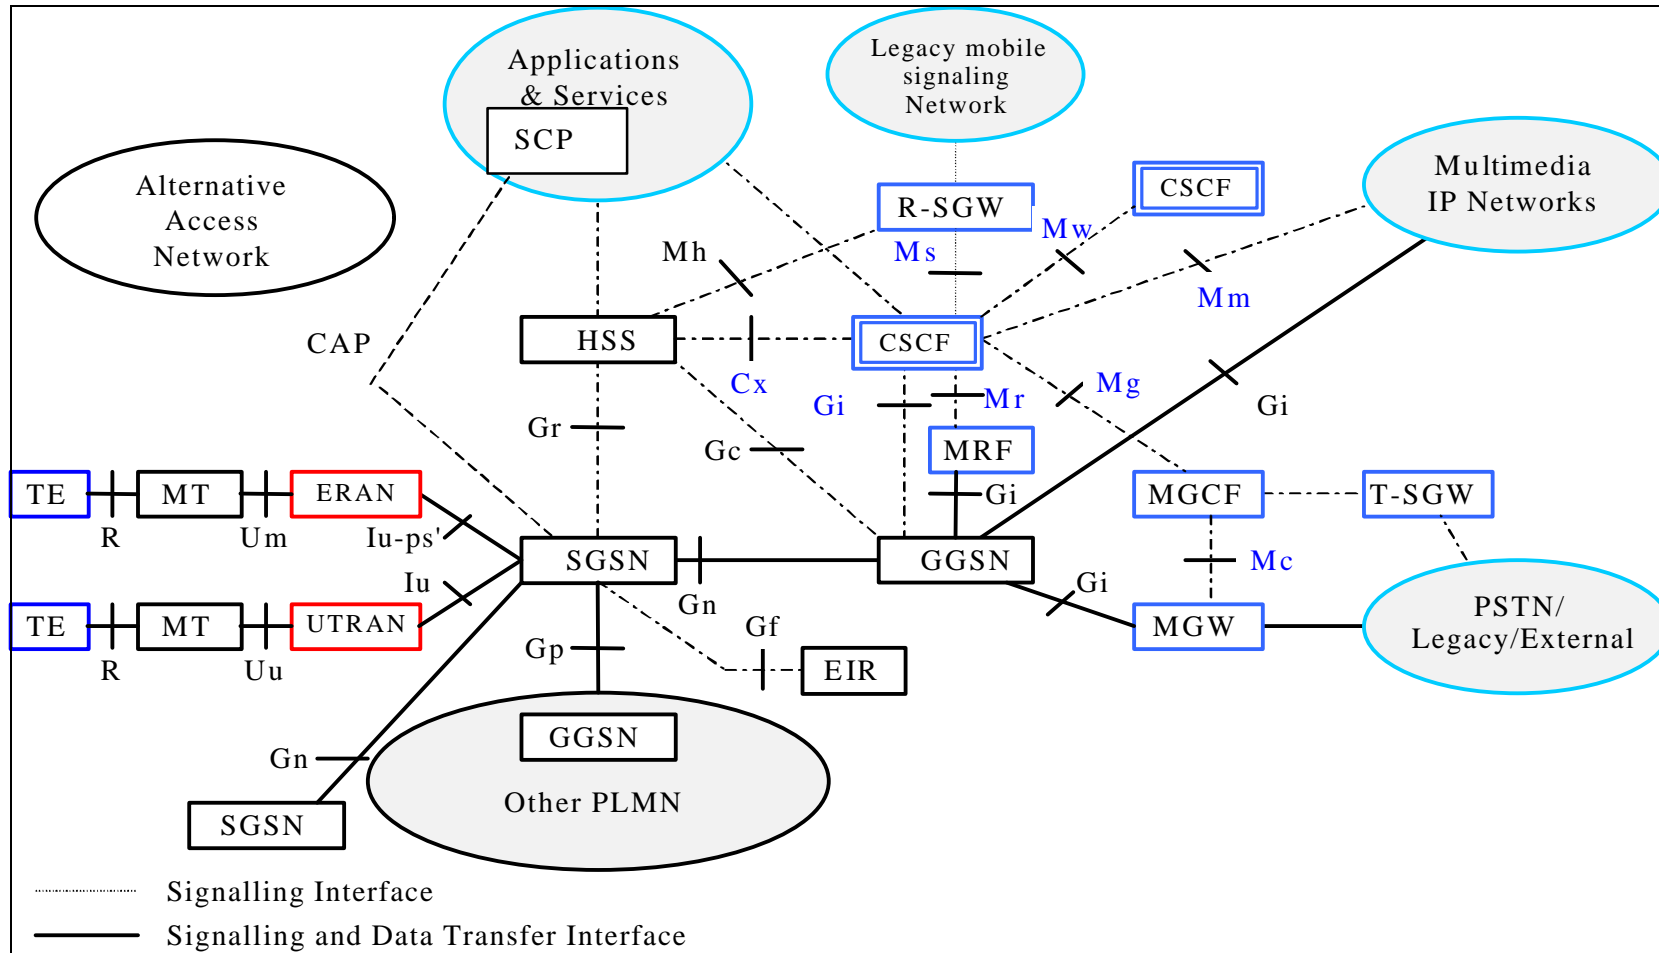 Applications
& Services
SCP
Legacy mobile
signaling
Network
Alternative
Access
Network
Multimedia
IP Networks
CSCF
R-SGW
Mh
Ms
Mw
Mm
CAP
HSS
CSCF
Cx
Gi
Mr
Mg
Gi
Gr
Gc
MRF
TE
MT
ERAN
Gi
MGCF
T-SGW
R
Um
Iu-ps'
SGSN
GGSN
Mc
Iu
Gn
Gi
TE
MT
UTRAN
Gf
MGW
PSTN/
Legacy/External
R
Uu
Gp
EIR
GGSN
Gn
Other PLMN
SGSN
Signalling Interface
Signalling and Data Transfer Interface